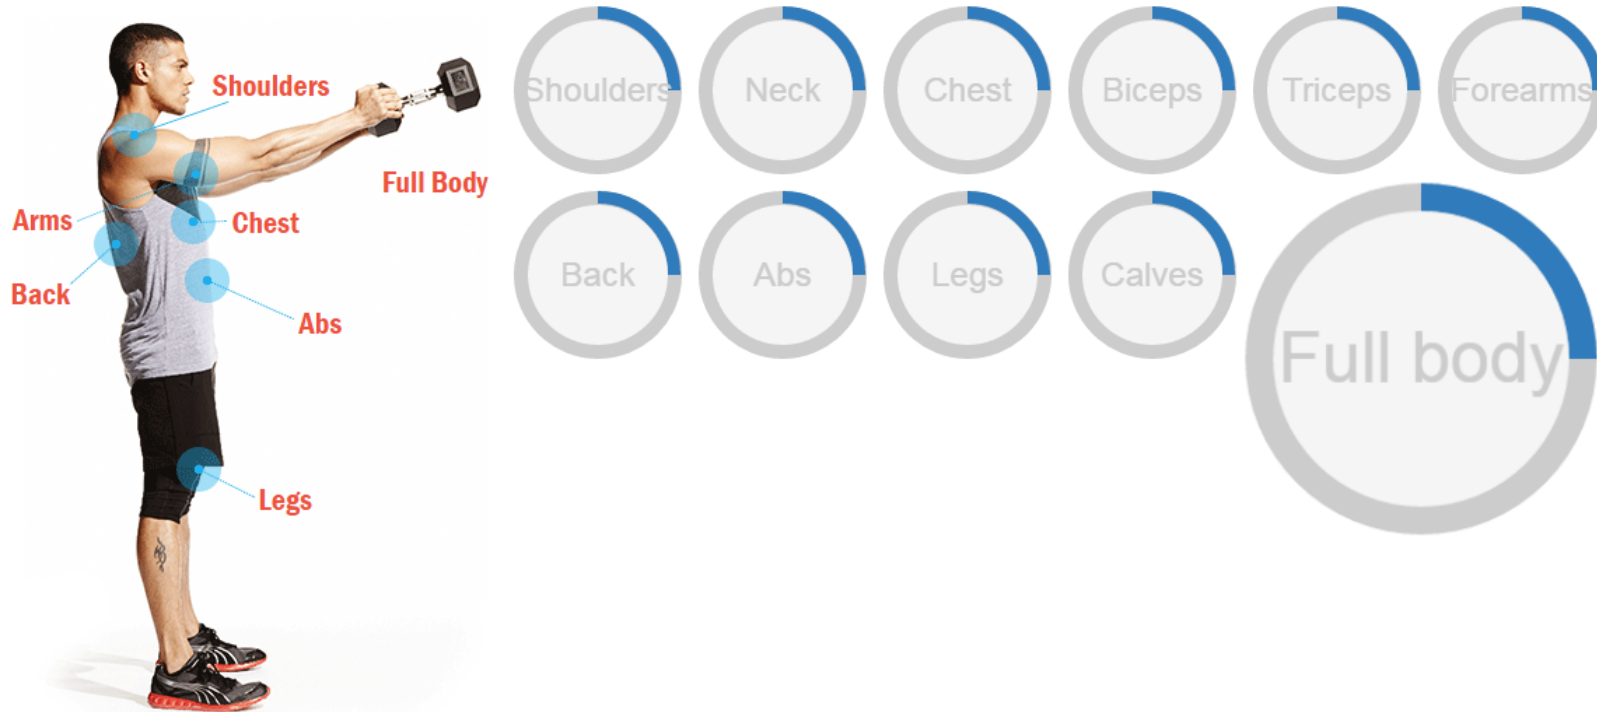 Shoulders
Full Body
Arms
Chest
Back
Abs
Legs
Shoulders
Neck
Chest
Biceps
Triceps
Forearms
Back
Abs
Legs
Calves
Full body